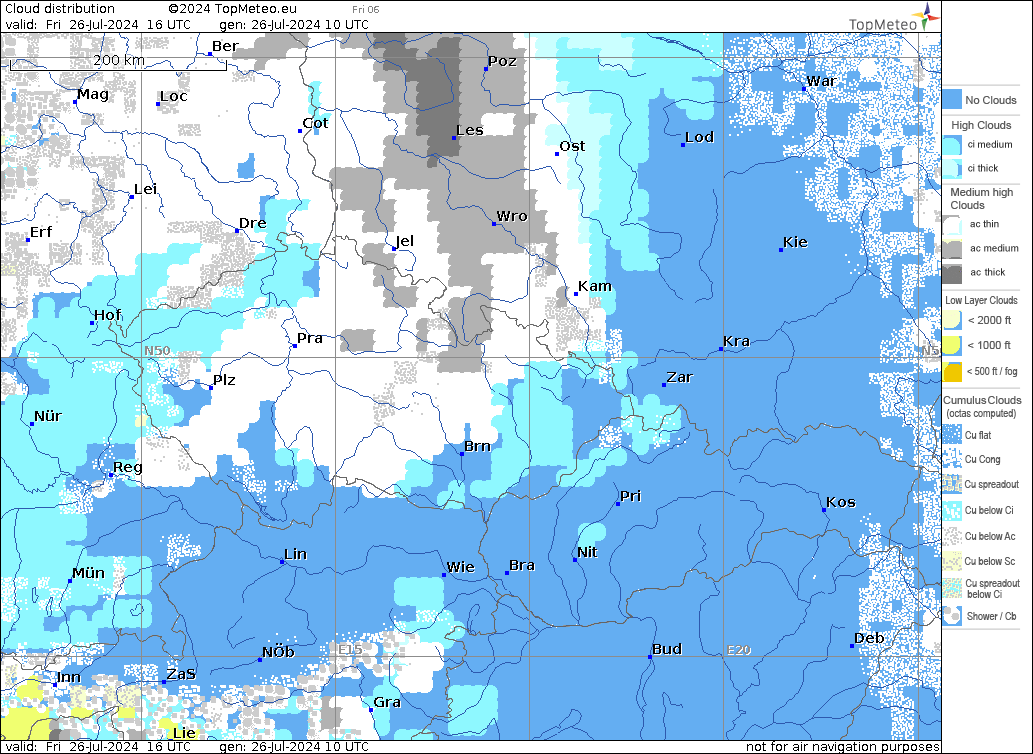 Cloud distribution ©2024 TopMeteo.eu Fri 06
valid: Fri 26-Jul-2024 16 UTC gen: 26-Jul-2024 10 UTC
TopMeteo
200 km
Ber
Poz
War
Mag
Loc
Cot
Les
Lod
Ost
Lei
Wro
Dre
Erf
Jel
Kie
Kam
Hof
Pra
Kra
N50
N5
Plz
Zar
Nür
Brn
Reg
Pri
Kos
Lin
Nit
Mün
Wie
Bra
NÖb
E15
Bud
E20
Deb
Inn
ZaS
Gra
Lie
No Clouds
High Clouds
ci medium
ci thick
Medium high
Clouds
ac thin
ac medium
ac thick
Low Layer Clouds
< 2000 ft
< 1000 ft
< 500 ft / fog
Cumulus Clouds
(octas computed)
Cu flat
Cu Cong
Cu spreadout
Cu below Ci
Cu below Ac
Cu below Sc
Cu spreadout
below Ci
Shower / Cb
valid: Fri 26-Jul-2024 16 UTC gen: 26-Jul-2024 10 UTC
not for air navigation purposes